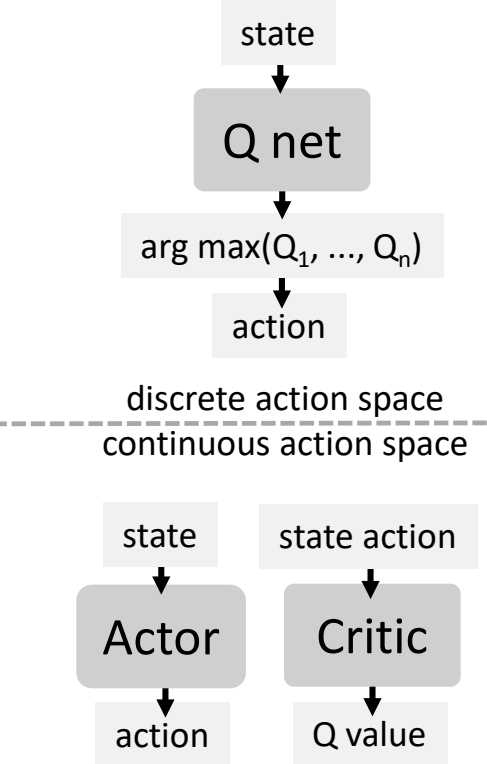 state
Q net
arg max(Q1, ..., Qn)
action
discrete action space
continuous action space
state
state action
Actor
Critic
action
Q value